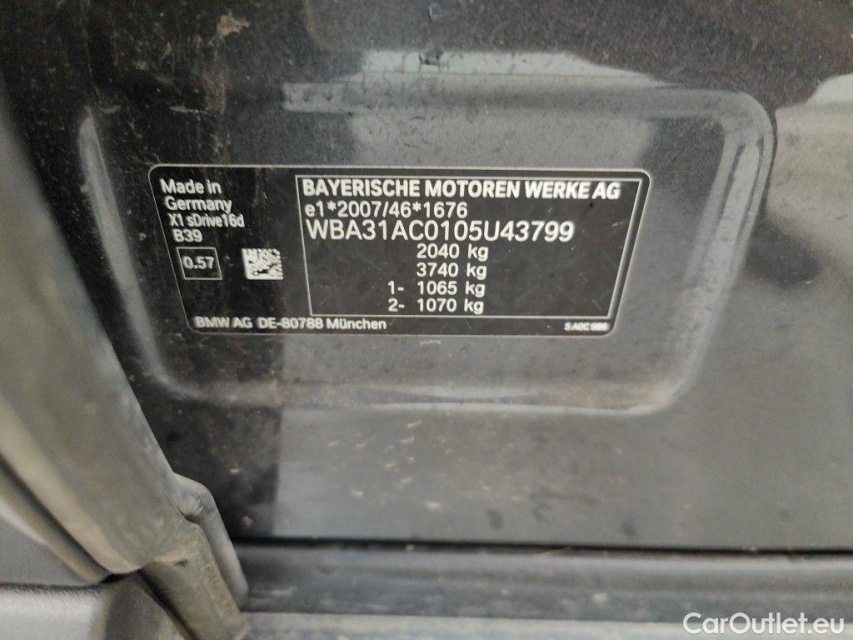 Made in
Germany
X1 sDrive16d
B39
0.57
BAYERISCHE MOTOREN WERKE AG
e1*2007/46*1676
WBA31AC0105U43799
2040 kg
3740 kg
1- 1065 kg
2- 1070 kg
BMW AG DE-80788 München
CarOutlet.eu